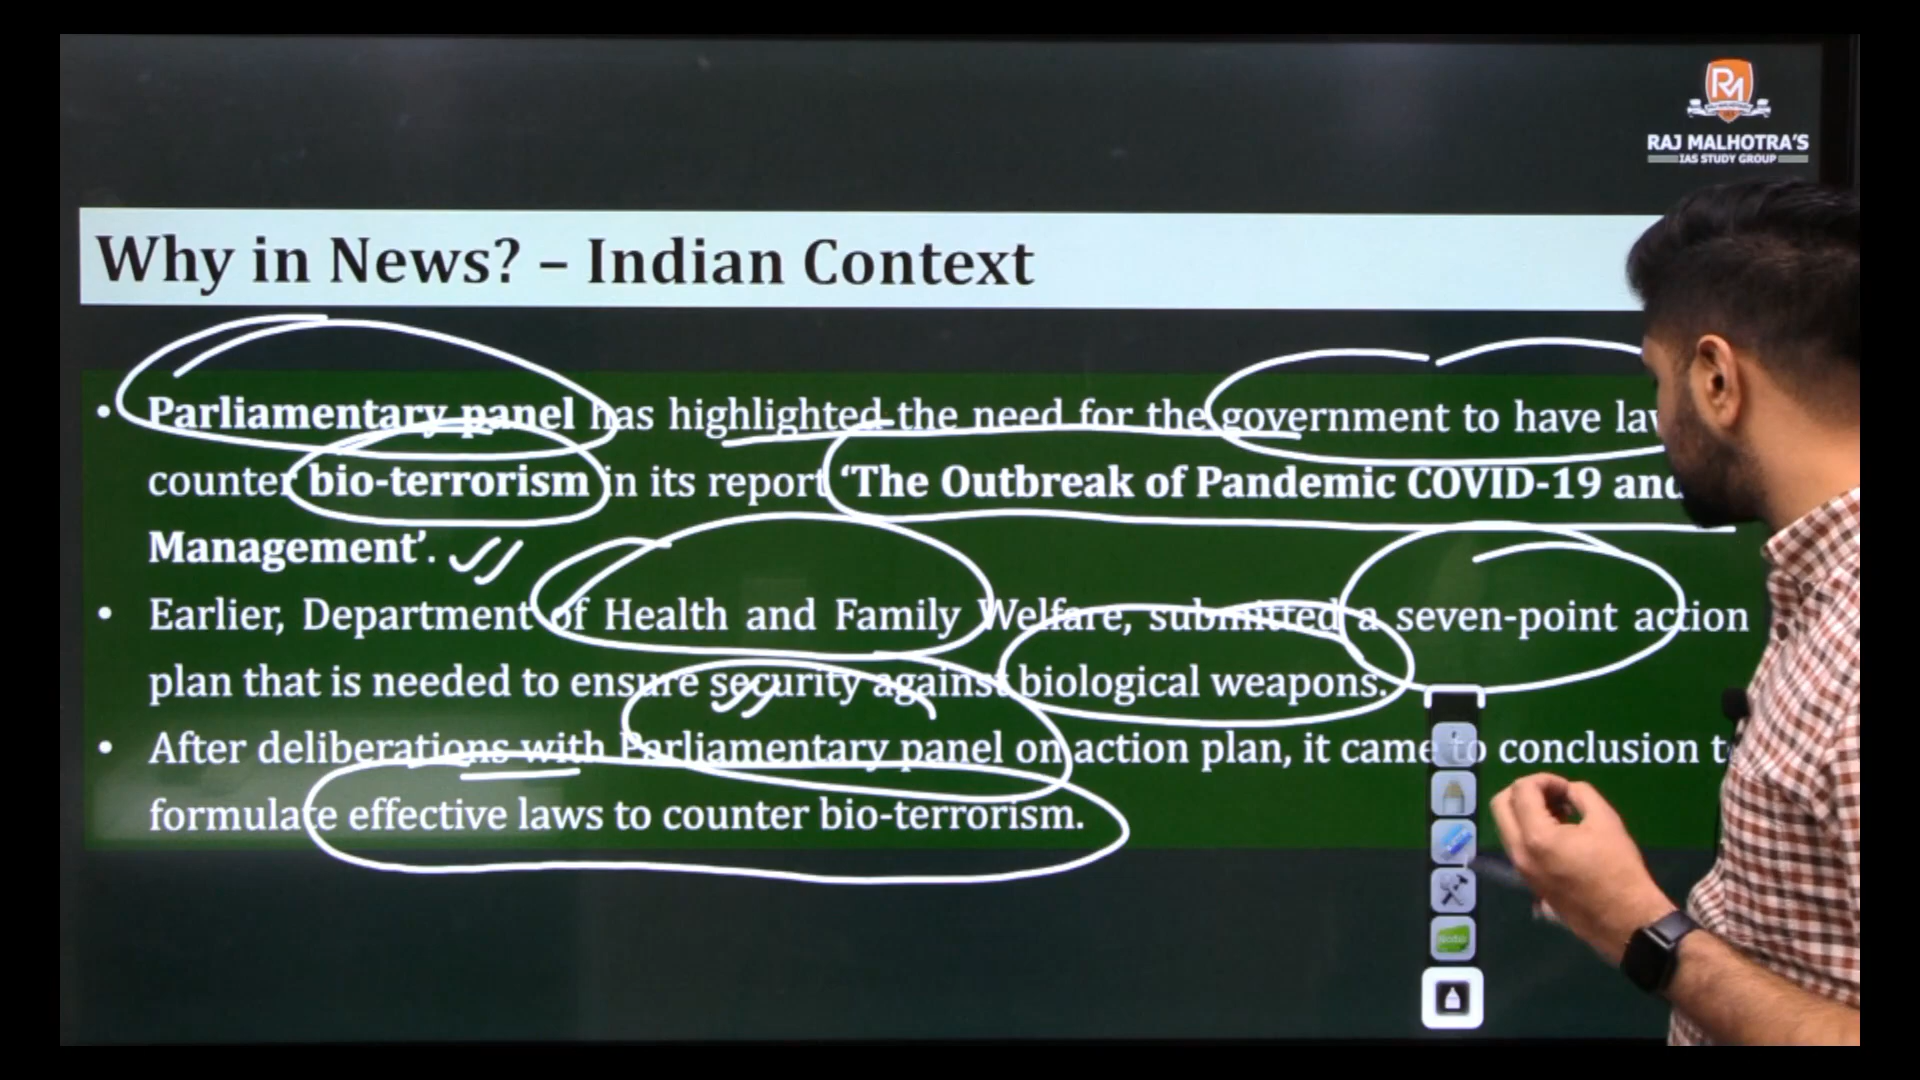 RM
RAJ MALHOTRA'S
IAS STUDY GROUP
Why in News? – Indian Context
• Parliamentary panel has highlighted the need for the government to have
counter bio-terrorism in its report 'The Outbreak of Pandemic COVID-19 and
Management'.
• Earlier, Department of Health and Family Welfare, submitted a seven-point action
plan that is needed to ensure security against biological weapons.
• After deliberations with Parliamentary panel on action plan, it came to conclusion
formulate effective laws to counter bio-terrorism.
Note